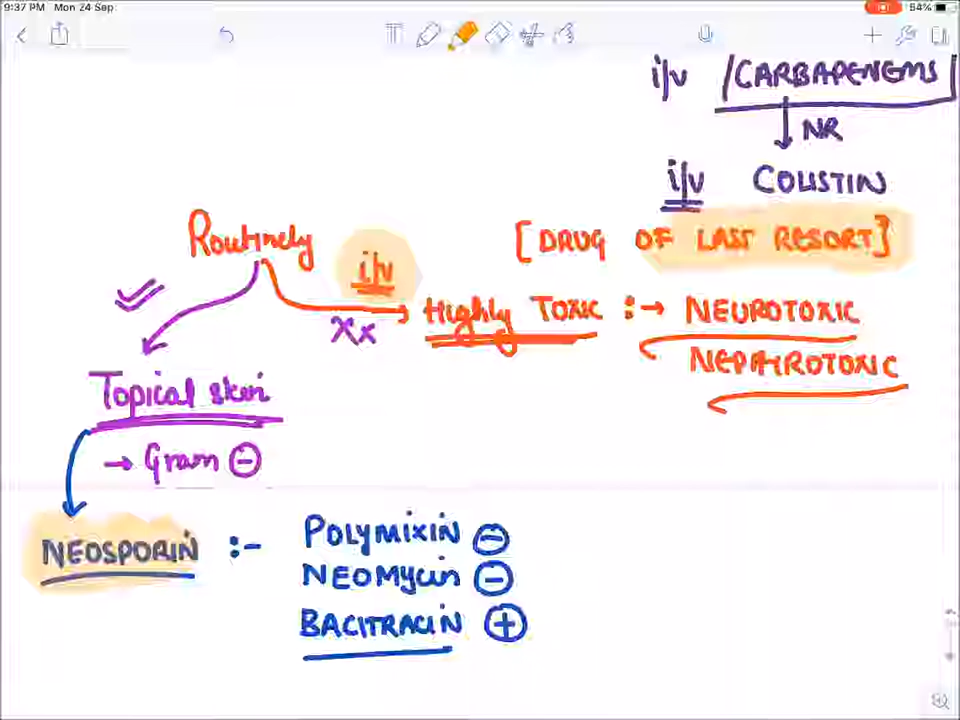 9:37 PM Mon 24 Sep
54%
i/v /CARBAPENEMS
↓ NR
i/v COLISTIN
[DRUG OF LAST RESORT]
Routinely
i/v
XX
Highly TOXIC :→ NEUROTOXIC
NEPHROTOXIC
Topical skin
→ Gram ⊖
NEOSPORIN :- POLYMIXIN ⊖
NEOMYCIN ⊖
BACITRACIN ⊕